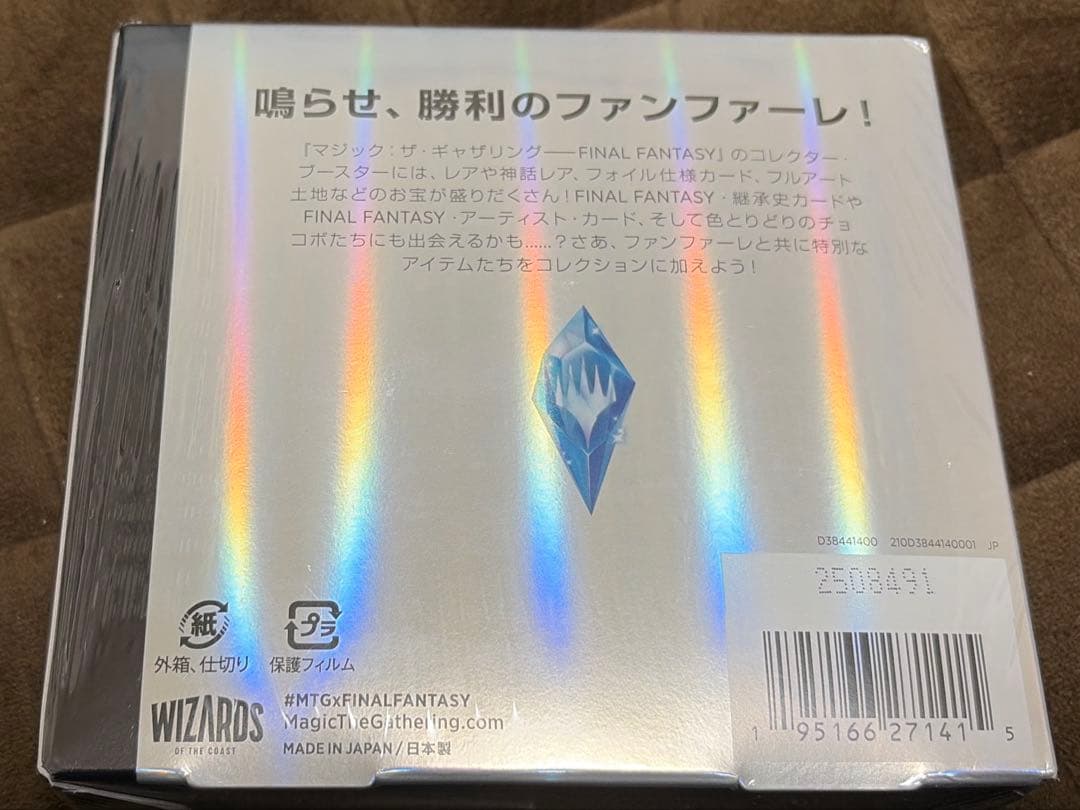 鳴らせ、勝利のファンファーレ！
『マジック：ザ・ギャザリング——FINAL FANTASY』のコレクター・
ブースターには、レアや神話レア、フォイル仕様カード、フルアート
土地などのお宝が盛りだくさん！FINAL FANTASY・継承史カードや
FINAL FANTASY・アーティスト・カード、そして色とりどりのチョ
コボたちにも出会えるかも……？さあ、ファンファーレと共に特別な
アイテムたちをコレクションに加えよう！
D38441400 210D3844140001 JP
2508491
紙
プラ
外箱、仕切り 保護フィルム
WIZARDS
OF THE COAST
#MTGxFINALFANTASY
MagicTheGathering.com
MADE IN JAPAN / 日本製
1 95166 27141 5